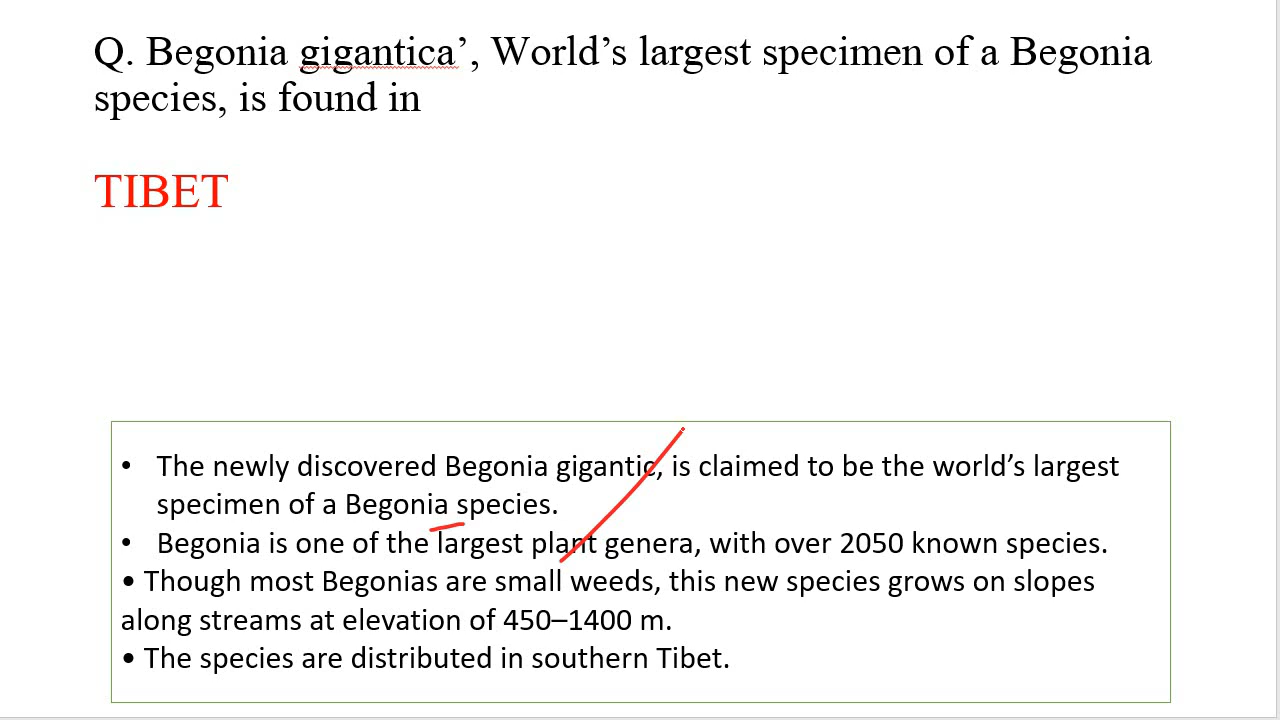 Q. Begonia gigantica’, World’s largest specimen of a Begonia
species, is found in
TIBET
• The newly discovered Begonia gigantic, is claimed to be the world’s largest
specimen of a Begonia species.
• Begonia is one of the largest plant genera, with over 2050 known species.
• Though most Begonias are small weeds, this new species grows on slopes
along streams at elevation of 450–1400 m.
• The species are distributed in southern Tibet.